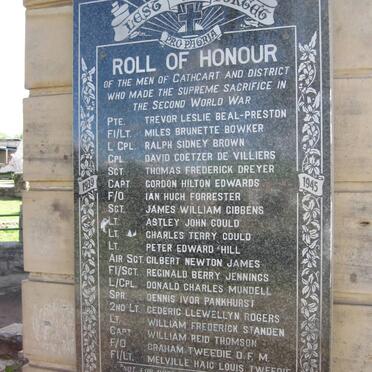 LEST
FORGET
PRO PATRIA
ROLL OF HONOUR
OF THE MEN OF CATHCART AND DISTRICT
WHO MADE THE SUPREME SACRIFICE IN
THE SECOND WORLD WAR
PTE. TREVOR LESLIE BEAL-PRESTON
FL/LT. MILES BRUNETTE BOWKER
L CPL. RALPH SIDNEY BROWN
CPL DAVID COETZER DE VILLIERS
SGT THOMAS FREDERICK DREYER
1939 CAPT GORDON HILTON EDWARDS 1945
F/O IAN HUGH FORRESTER
SGT. JAMES WILLIAM GIBBENS
LT. ASTLEY JOHN GOULD
LT CHARLES TERRY GOULD
LT. PETER EDWARD HILL
AIR SGT. GILBERT NEWTON JAMES
FL/SGT. REGINALD BERRY JENNINGS
L/CPL. DONALD CHARLES MUNDELL
SPR. DENNIS IVOR PANKHURST
2ND LT CEDERIC LLEWELLYN ROGERS
LT. WILLIAM FREDERICK STANDEN
CAPT. WILLIAM REID THOMSON
F/O GRAHAM TWEEDIE D.F.M.
FL/LT. MELVILLE HAIG LOUIS TWEEDIE